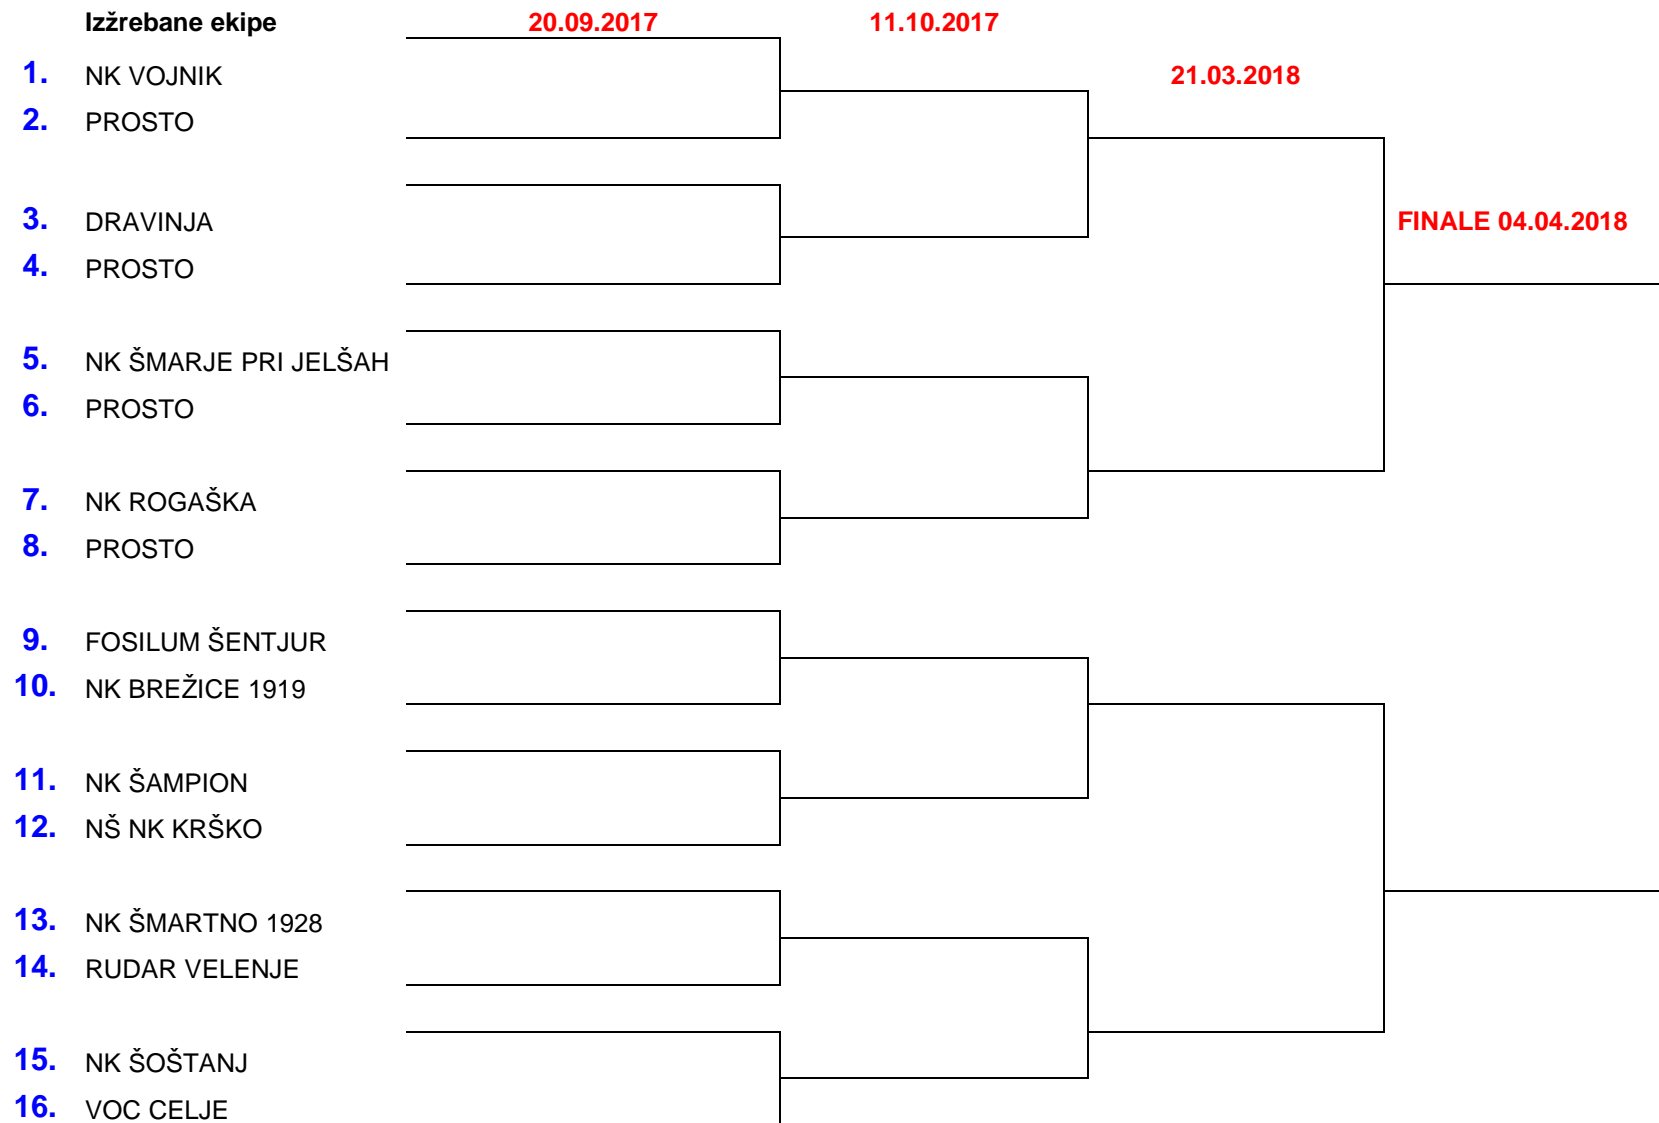 Izžrebane ekipe 20.09.2017 11.10.2017
1. NK VOJNIK 21.03.2018
2. PROSTO
3. DRAVINJA FINALE 04.04.2018
4. PROSTO
5. NK ŠMARJE PRI JELŠAH
6. PROSTO
7. NK ROGAŠKA
8. PROSTO
9. FOSILUM ŠENTJUR
10. NK BREŽICE 1919
11. NK ŠAMPION
12. NŠ NK KRŠKO
13. NK ŠMARTNO 1928
14. RUDAR VELENJE
15. NK ŠOŠTANJ
16. VOC CELJE